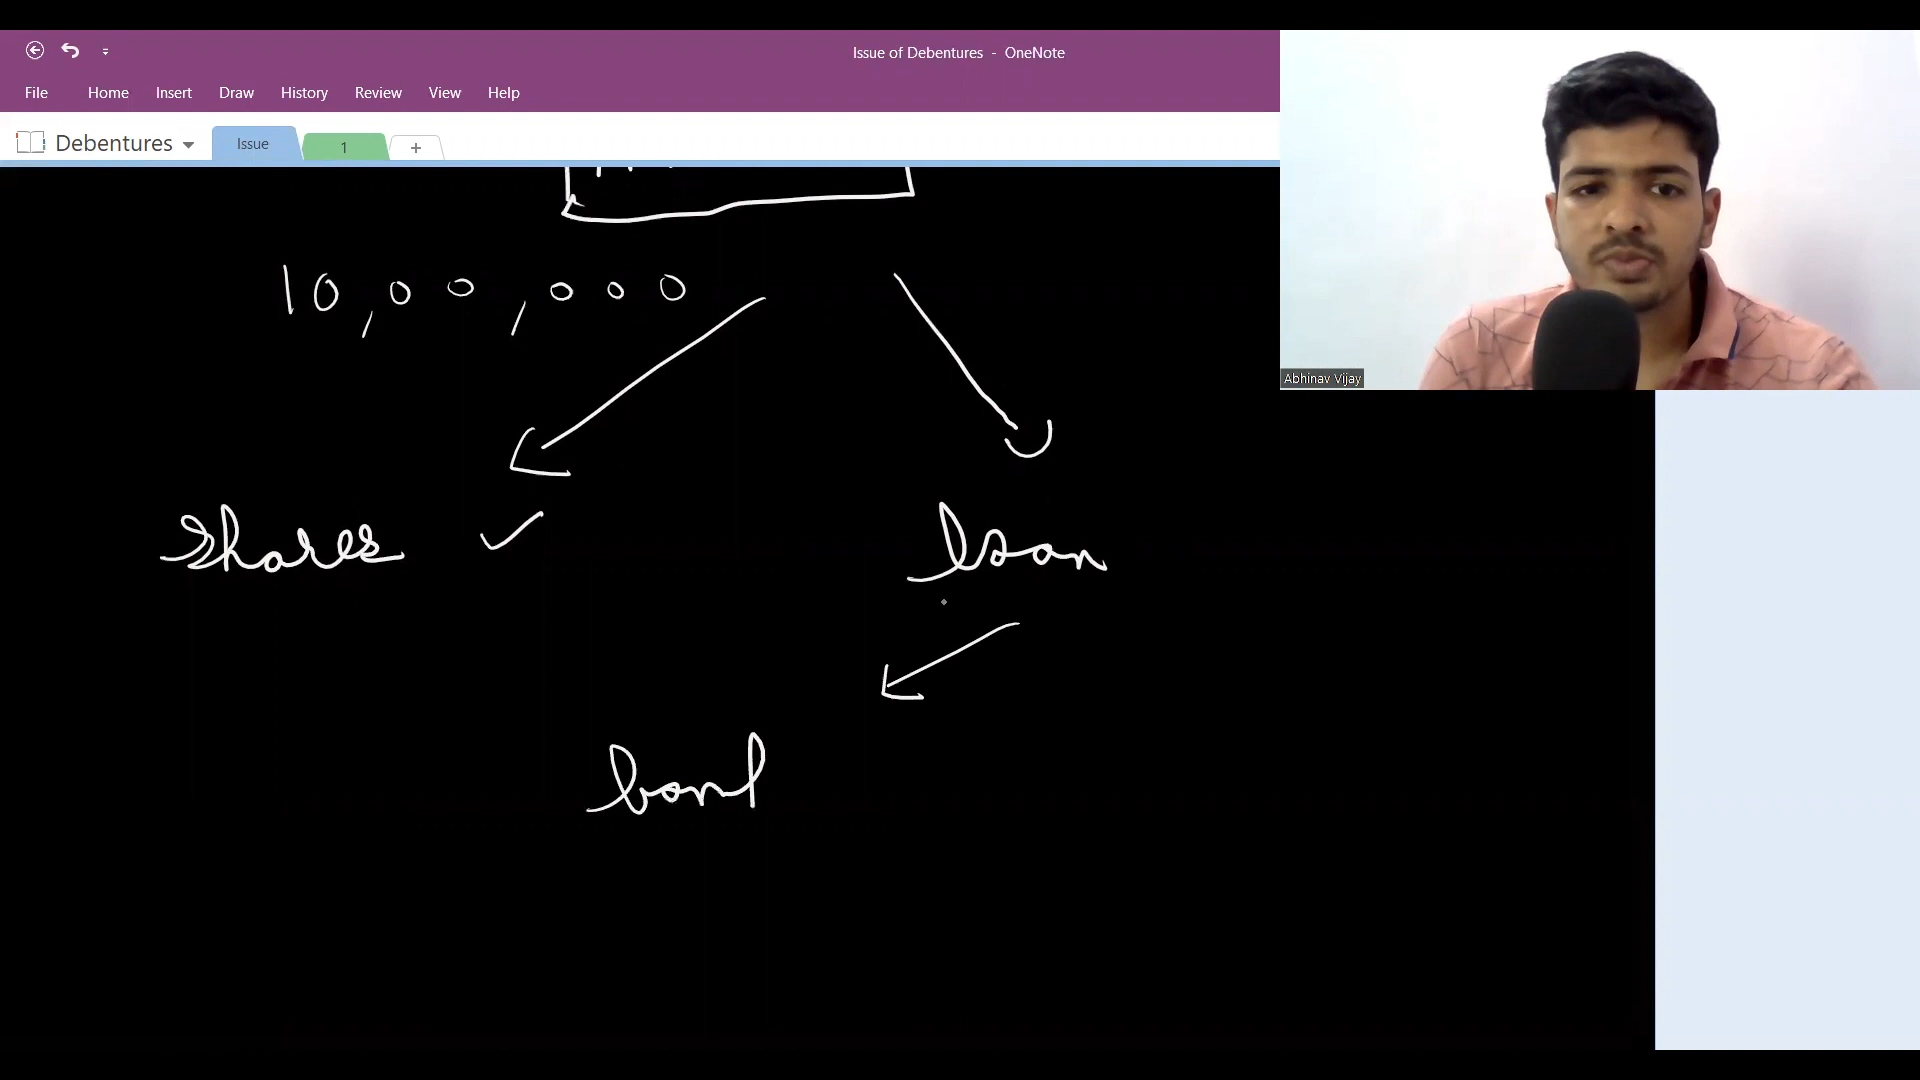 Issue of Debentures - OneNote
File Home Insert Draw History Review View Help
Debentures Issue 1 +
10,00,000
Shares ✓ loan
Abhinav Vijay